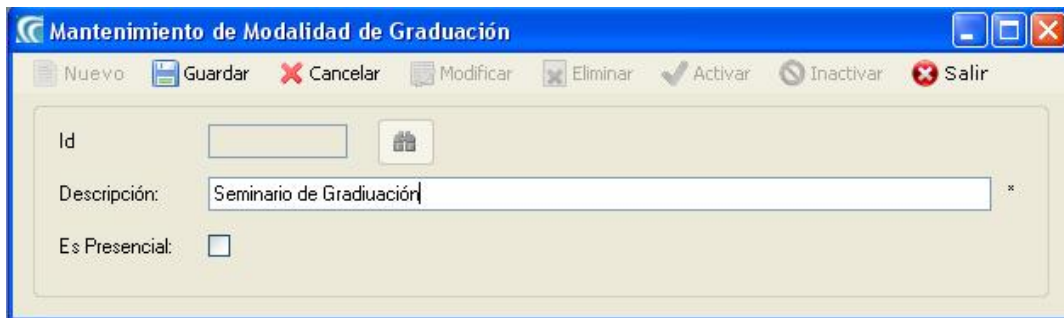 Mantenimiento de Modalidad de Graduación
Nuevo Guardar Cancelar Modificar Eliminar Activar Inactivar Salir
Id
Descripción: Seminario de Gradiuación *
Es Presencial: